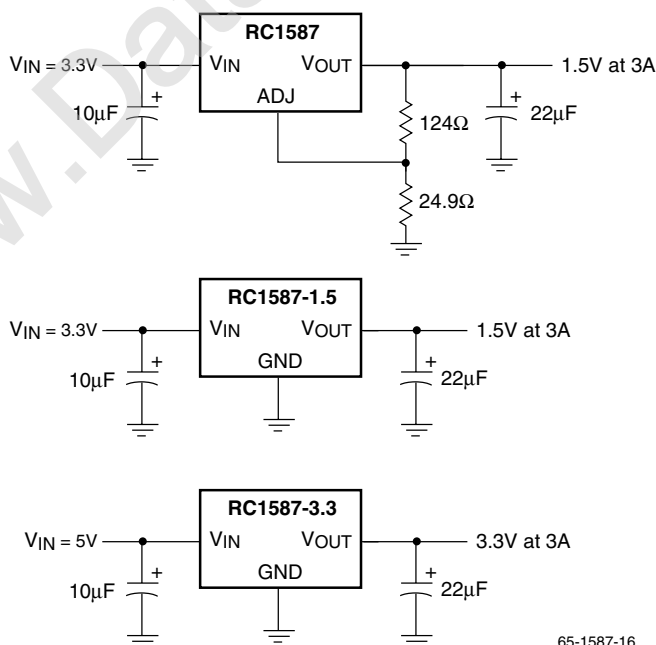 w.Data
RC1587
VIN = 3.3V
VIN
VOUT
1.5V at 3A
ADJ
+
10µF
124Ω
+
22µF
24.9Ω
RC1587-1.5
VIN = 3.3V
VIN
VOUT
1.5V at 3A
GND
+
10µF
+
22µF
RC1587-3.3
VIN = 5V
VIN
VOUT
3.3V at 3A
GND
+
10µF
+
22µF
65-1587-16